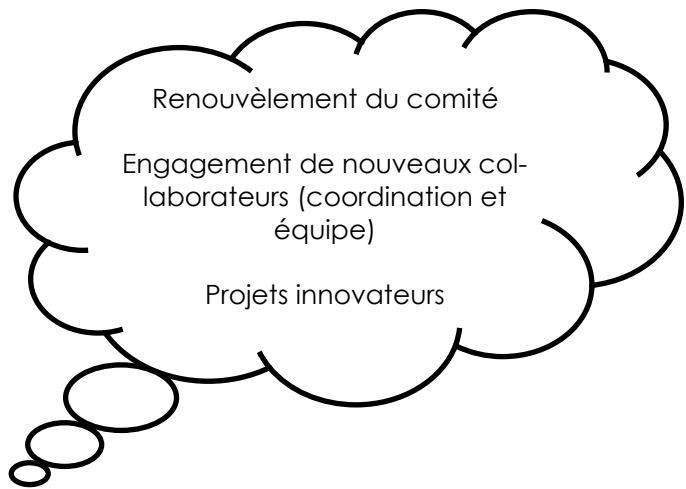 Renouvèlement du comité
Engagement de nouveaux col-
laborateurs (coordination et
équipe)
Projets innovateurs